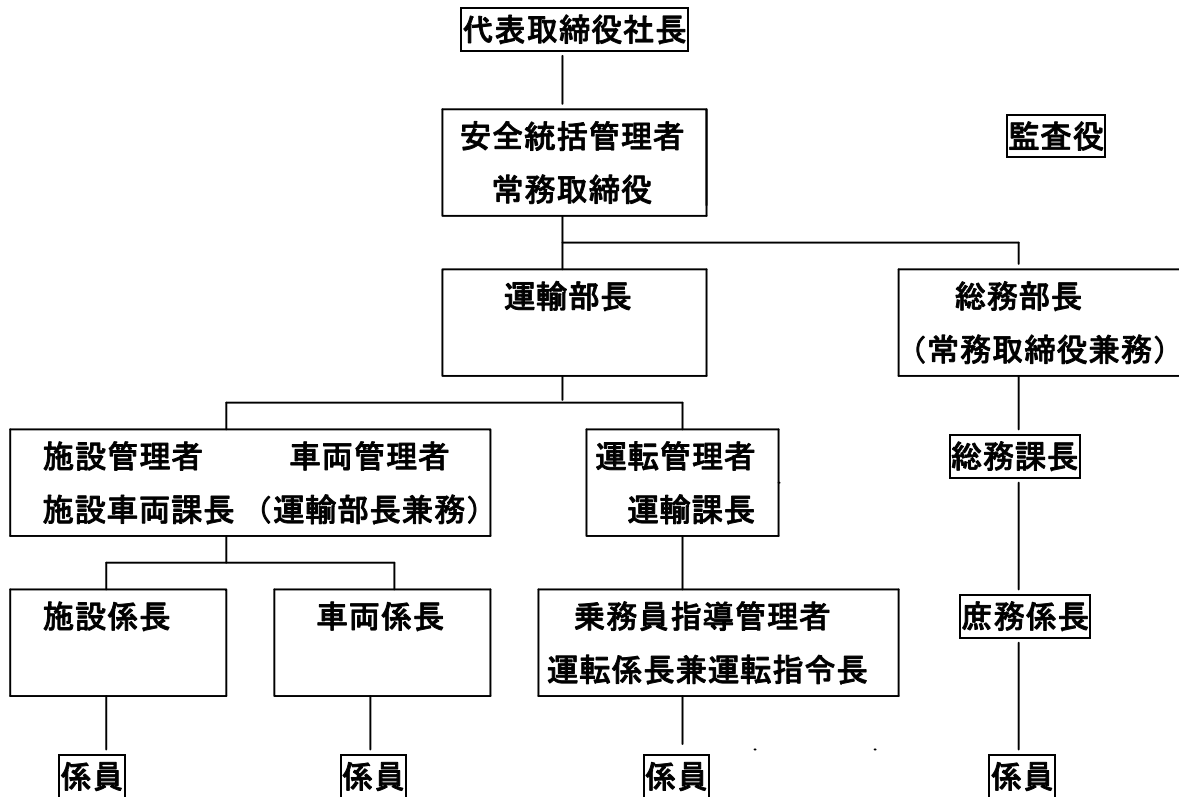 代表取締役社長
安全統括管理者
常務取締役
監査役
運輸部長
総務部長
（常務取締役兼務）
施設管理者 車両管理者
施設車両課長 （運輸部長兼務）
運転管理者
運輸課長
総務課長
施設係長
車両係長
乗務員指導管理者
運転係長兼運転指令長
庶務係長
係員
係員
係員
係員